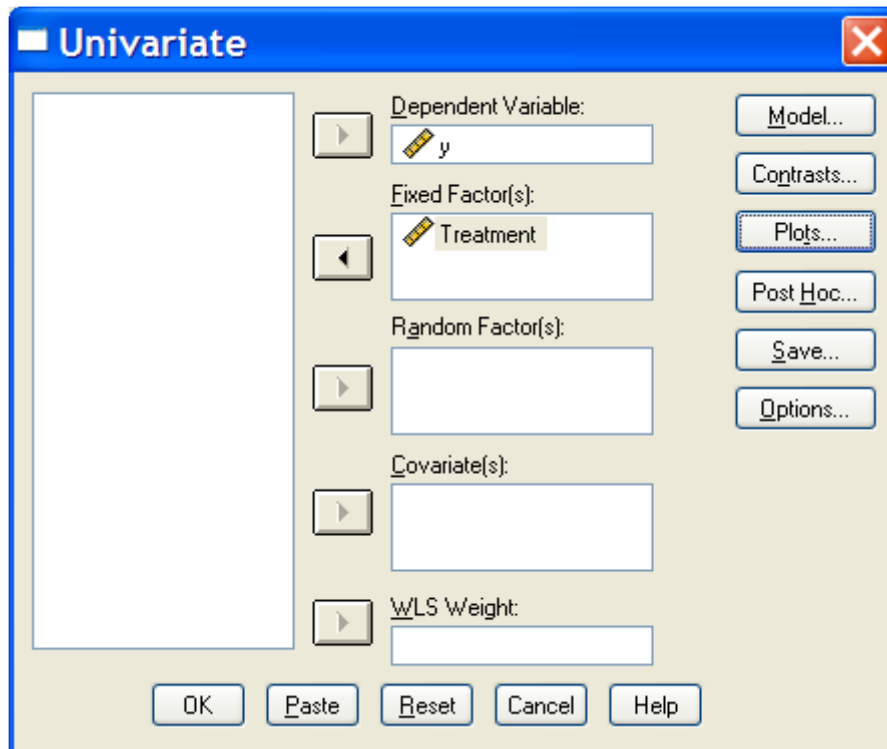 Univariate
Dependent Variable:
y
Fixed Factor(s):
Treatment
Random Factor(s):
Covariate(s):
WLS Weight:
Model...
Contrasts...
Plots...
Post Hoc...
Save...
Options...
OK
Paste
Reset
Cancel
Help